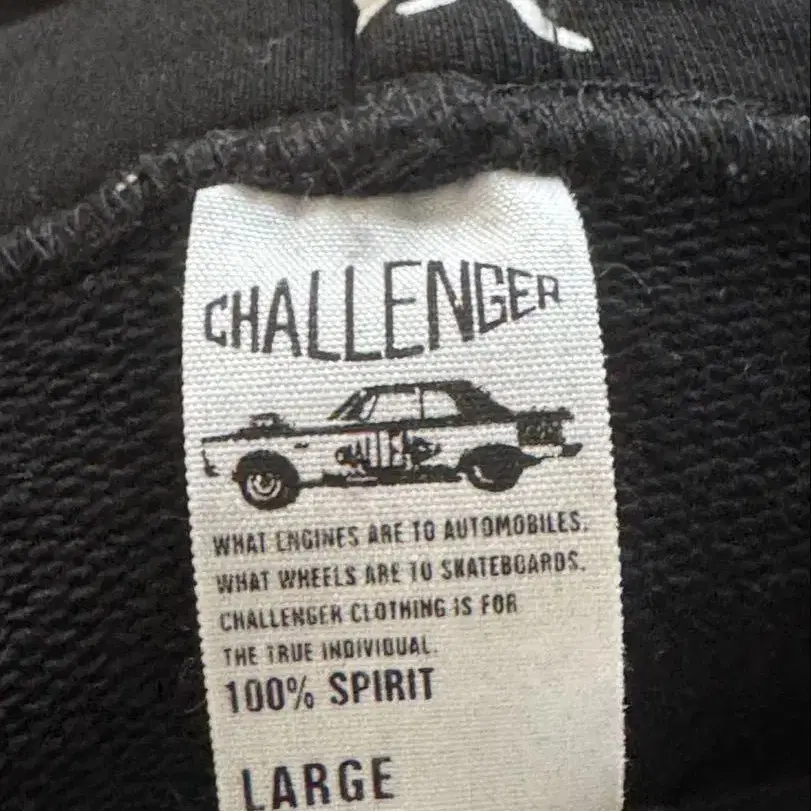 CHALLENGER
CHALLENGER
WHAT ENGINES ARE TO AUTOMOBILES.
WHAT WHEELS ARE TO SKATEBOARDS.
CHALLENGER CLOTHING IS FOR
THE TRUE INDIVIDUAL.
100% SPIRIT
LARGE